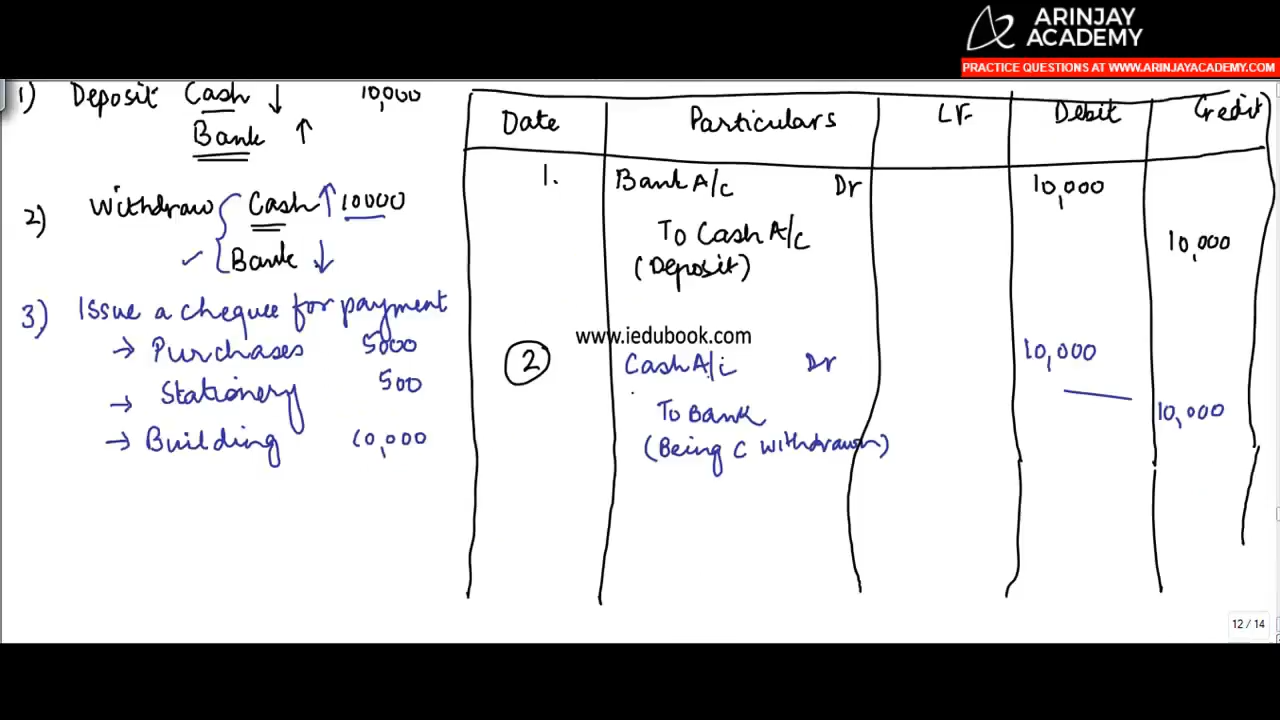 ARINJAY
ACADEMY
PRACTICE QUESTIONS AT WWW.ARINJAYACADEMY.COM
1) Deposit Cash ↓ 10,000
Bank ↑
2) Withdraw Cash ↑ 10000
Bank ↓
3) Issue a chequee for payment
→ Purchases 5000
→ Stationery 500
→ Building 10,000
Date Particulars LF Debit Credit
1. Bank A/c Dr 10,000
To Cash A/c 10,000
(Deposit)
www.iedubook.com
2 Cash A/c Dr 10,000
To Bank 10,000
(Being C withdrawn)
12 / 14